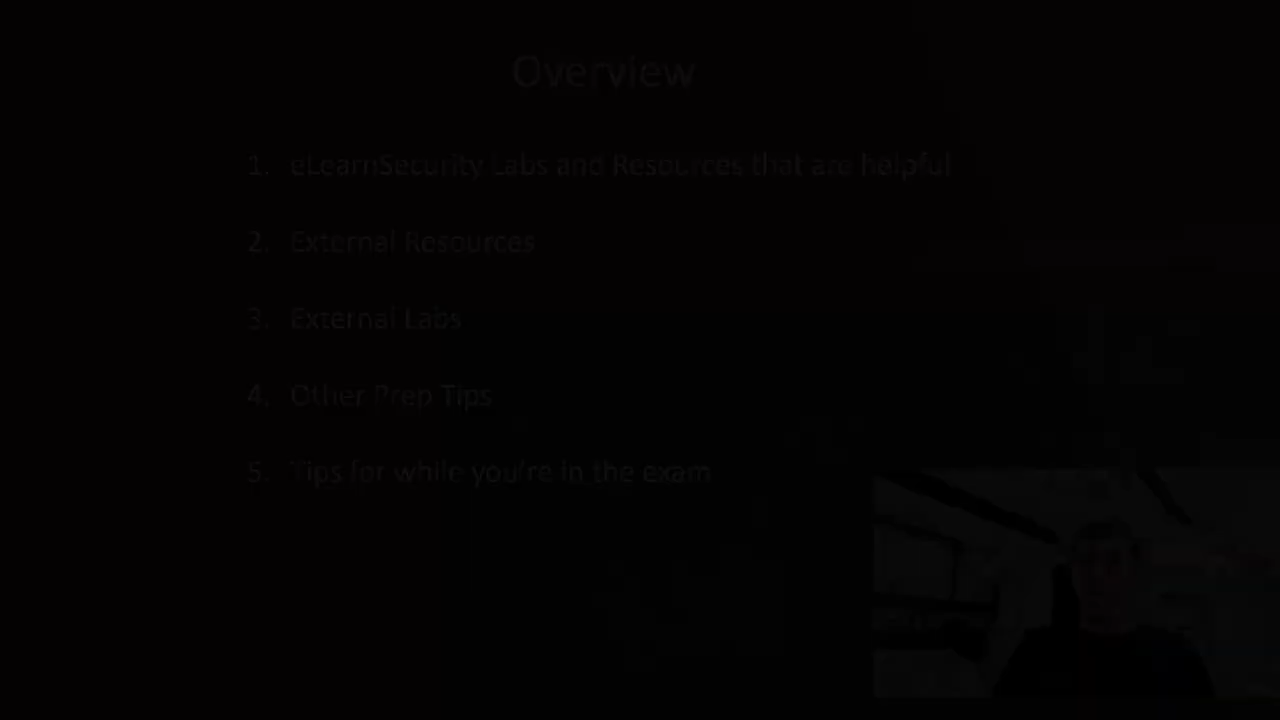 Overview
1. eLearnSecurity Labs and Resources that are helpful
2. External Resources
3. External Labs
4. Other Prep Tips
5. Tips for while you're in the exam